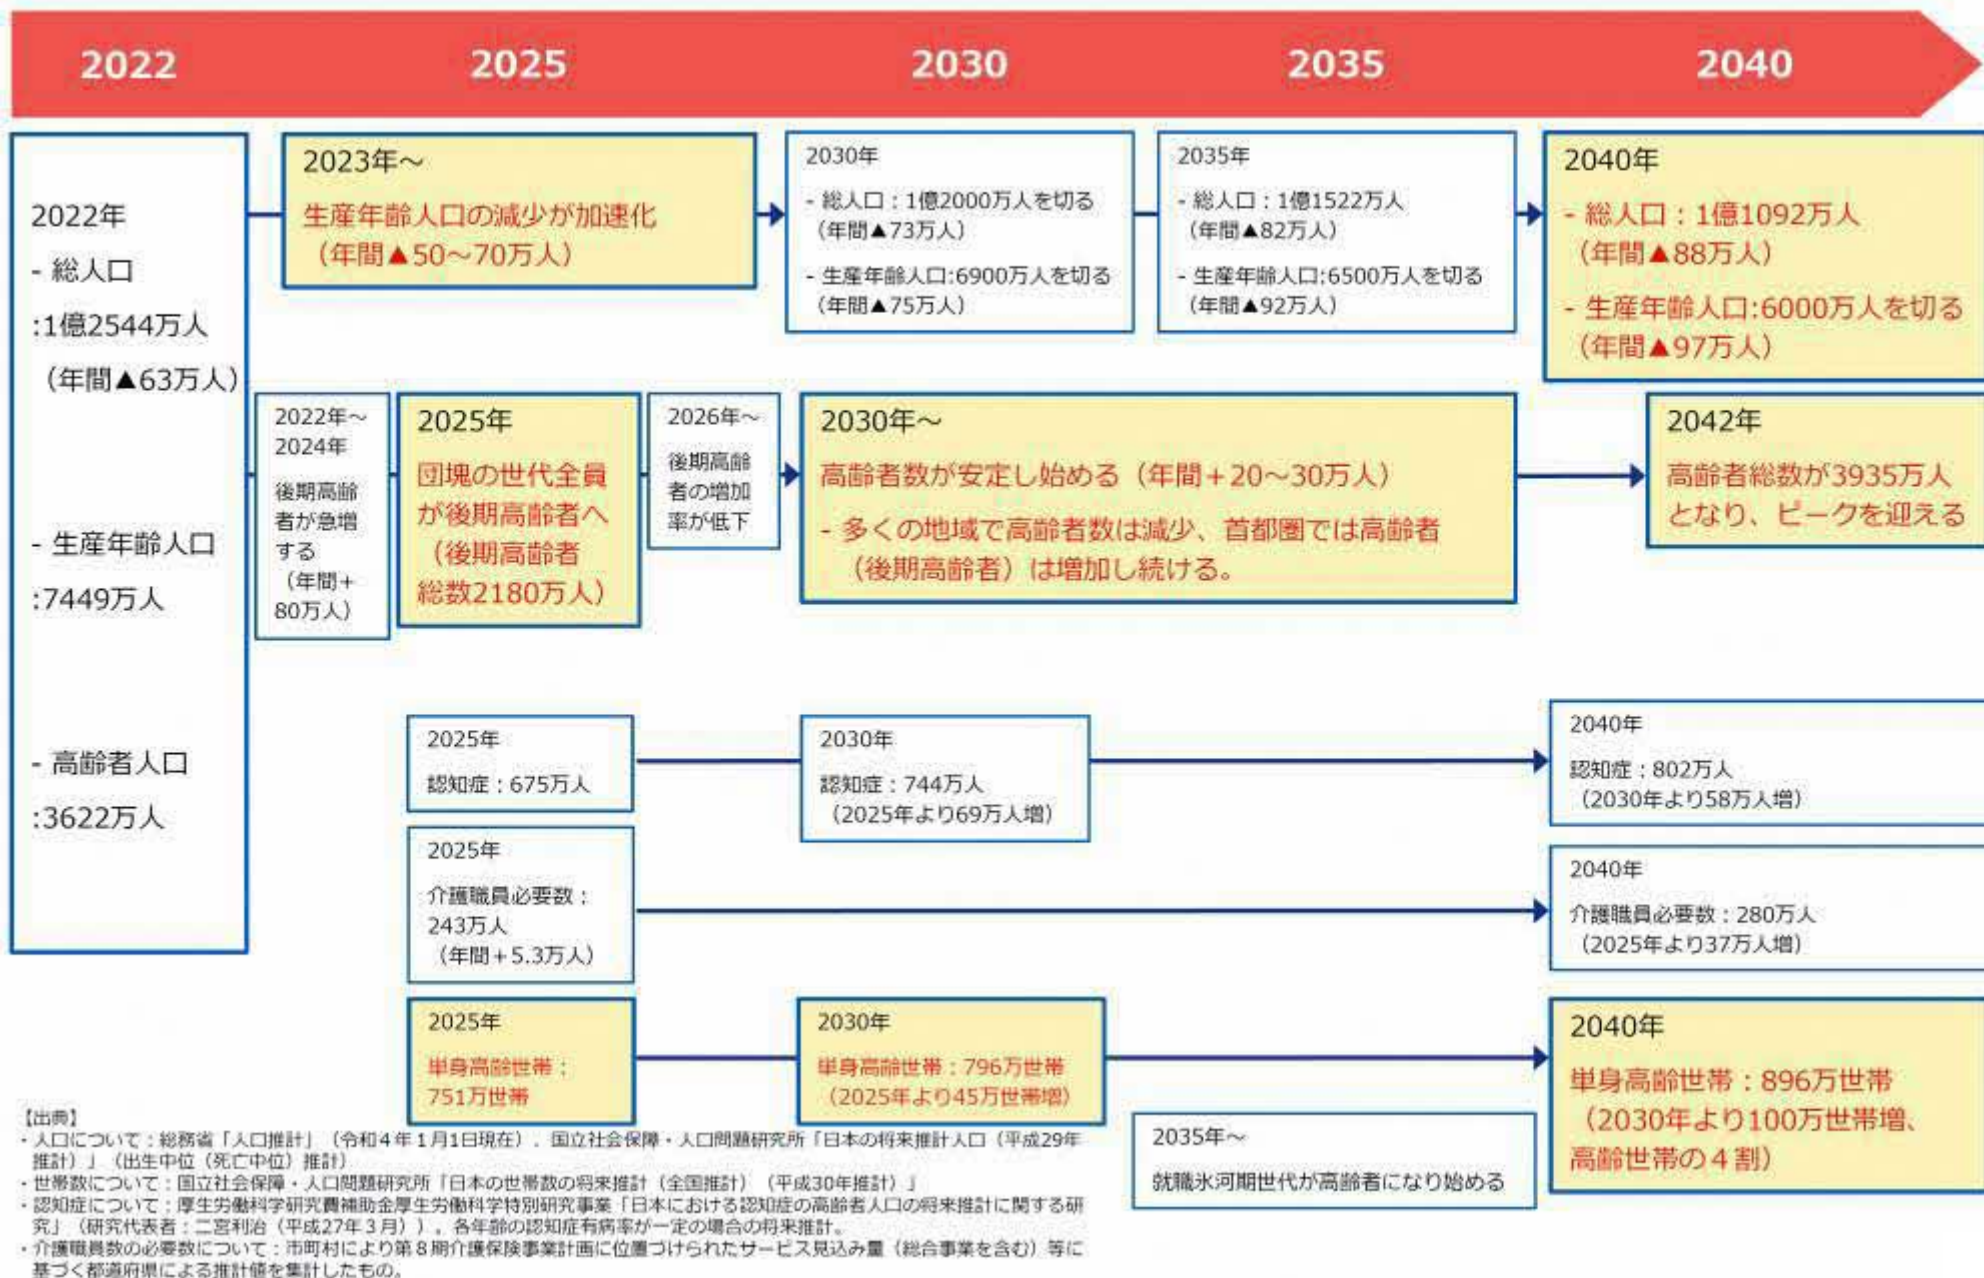 2022
2025
2030
2035
2040
2022年
- 総人口
:1億2544万人
（年間▲63万人）
- 生産年齢人口
:7449万人
- 高齢者人口
:3622万人
2023年～
生産年齢人口の減少が加速化
（年間▲50～70万人）
2030年
- 総人口：1億2000万人を切る
（年間▲73万人）
- 生産年齢人口:6900万人を切る
（年間▲75万人）
2035年
- 総人口：1億1522万人
（年間▲82万人）
- 生産年齢人口:6500万人を切る
（年間▲92万人）
2040年
- 総人口：1億1092万人
（年間▲88万人）
- 生産年齢人口:6000万人を切る
（年間▲97万人）
2022年～
2024年
後期高齢
者が急増
する
（年間＋
80万人）
2025年
団塊の世代全員
が後期高齢者へ
（後期高齢者
総数2180万人）
2026年～
後期高齢
者の増加
率が低下
2030年～
高齢者数が安定し始める（年間＋20～30万人）
- 多くの地域で高齢者数は減少、首都圏では高齢者
（後期高齢者）は増加し続ける。
2042年
高齢者総数が3935万人
となり、ピークを迎える
2025年
認知症：675万人
2030年
認知症：744万人
（2025年より69万人増）
2040年
認知症：802万人
（2030年より58万人増）
2025年
介護職員必要数：
243万人
（年間＋5.3万人）
2040年
介護職員必要数：280万人
（2025年より37万人増）
2025年
単身高齢世帯：
751万世帯
2030年
単身高齢世帯：796万世帯
（2025年より45万世帯増）
2040年
単身高齢世帯：896万世帯
（2030年より100万世帯増、
高齢世帯の４割）
2035年～
就職氷河期世代が高齢者になり始める
【出典】
・人口について：総務省「人口推計」（令和４年１月1日現在）．国立社会保障・人口問題研究所「日本の将来推計人口（平成29年
推計）」（出生中位（死亡中位）推計）
・世帯数について：国立社会保障・人口問題研究所「日本の世帯数の将来推計（全国推計）（平成30年推計）」
・認知症について：厚生労働科学研究費補助金厚生労働科学特別研究事業「日本における認知症の高齢者人口の将来推計に関する研
究」（研究代表者：二宮利治（平成27年３月））．各年齢の認知症有病率が一定の場合の将来推計。
・介護職員数の必要数について：市町村により第８期介護保険事業計画に位置づけられたサービス見込み量（総合事業を含む）等に
基づく都道府県による推計値を集計したもの。